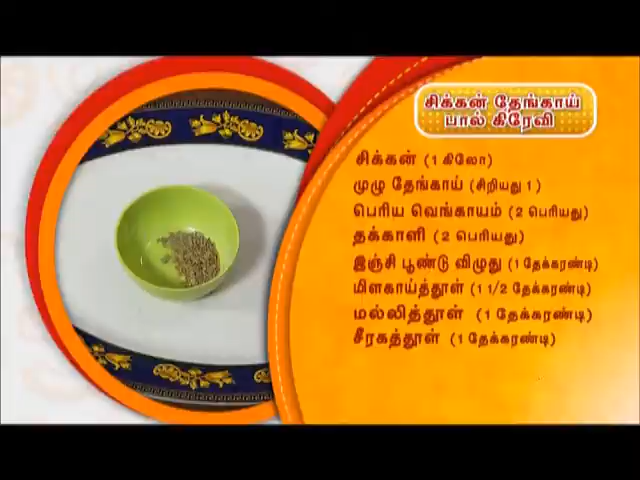 சிக்கன் தேங்காய்
பால் கிரேவி
சிக்கன் (1 கிலோ)
முழு தேங்காய் (சிறியது 1)
பெரிய வெங்காயம் (2 பெரியது)
தக்காளி (2 பெரியது)
இஞ்சி பூண்டு விழுது (1 தேக்கரண்டி)
மிளகாய்த்தூள் (1 1/2 தேக்கரண்டி)
மல்லித்தூள் (1 தேக்கரண்டி)
சீரகத்தூள் (1 தேக்கரண்டி)